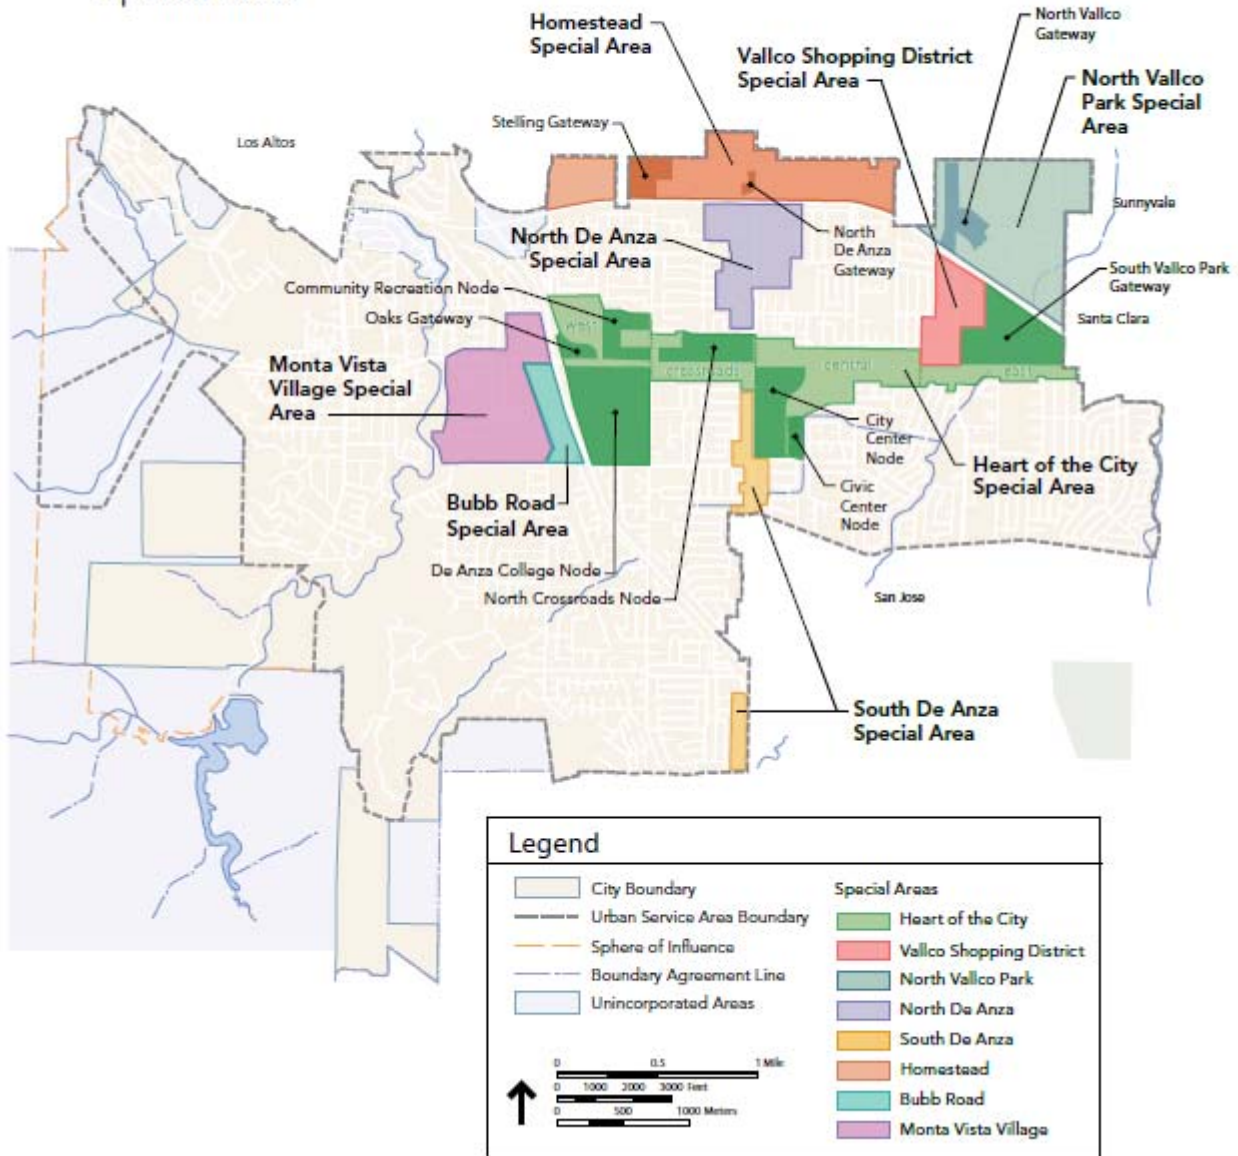 Homestead
Special Area
North Vallco
Gateway
Vallco Shopping District
Special Area
North Vallco
Park Special
Area
Stelling Gateway
Los Altos
Sunnyvale
North De Anza
Special Area
North
De Anza
Gateway
South Vallco Park
Gateway
Community Recreation Node
Oaks Gateway
Santa Clara
west
Monta Vista
Village Special
Area
crossroads
central
east
City
Center
Node
Heart of the City
Special Area
Civic
Center
Node
Bubb Road
Special Area
De Anza College Node
North Crossroads Node
San Jose
South De Anza
Special Area
Legend
City Boundary
Urban Service Area Boundary
Sphere of Influence
Boundary Agreement Line
Unincorporated Areas
Special Areas
Heart of the City
Vallco Shopping District
North Vallco Park
North De Anza
South De Anza
Homestead
Bubb Road
Monta Vista Village
0 0.5 1 Mile
0 1000 2000 3000 Feet
0 500 1000 Meters